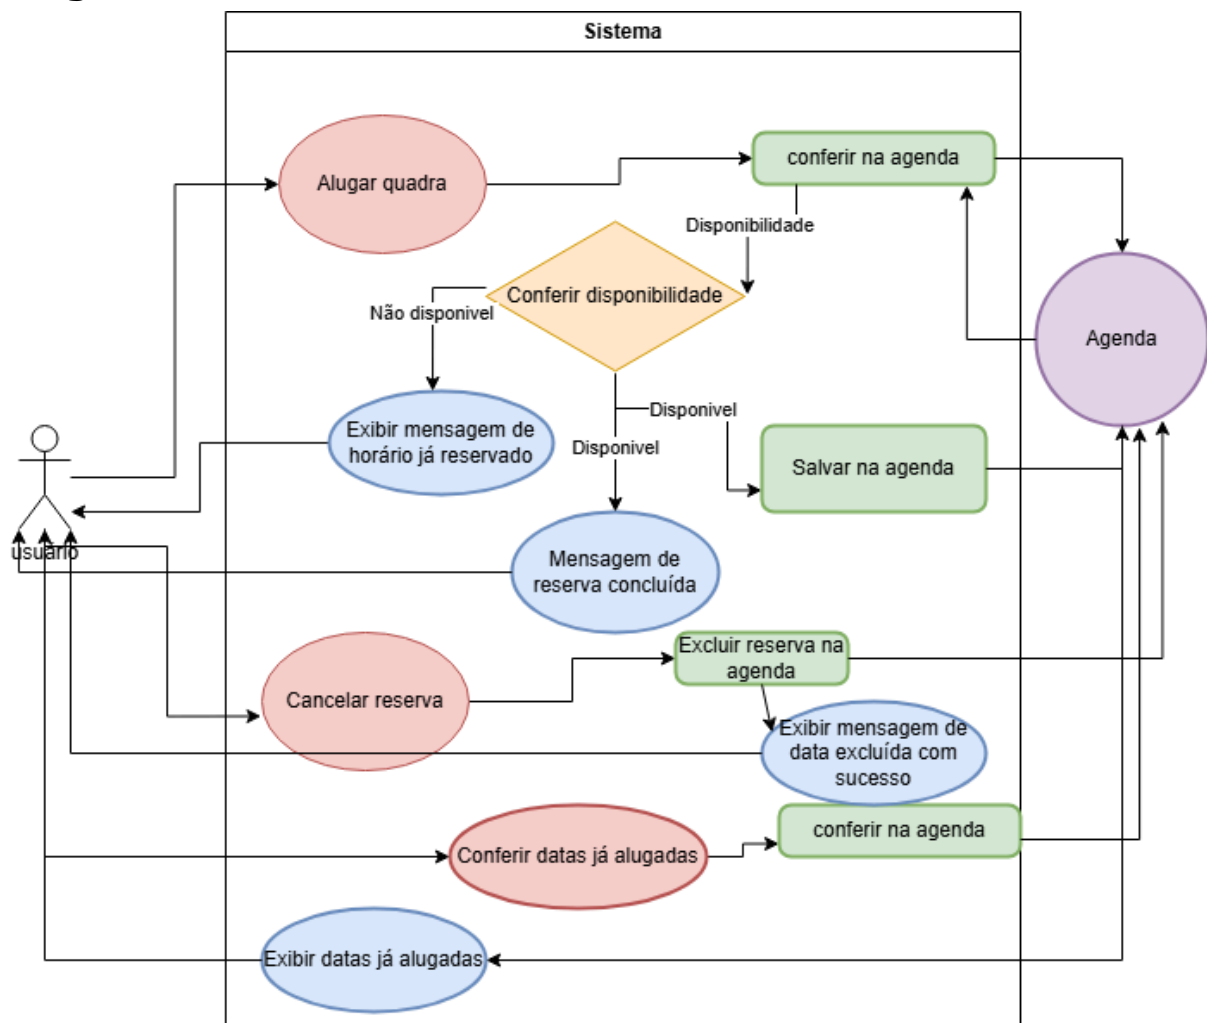 Sistema
Alugar quadra
conferir na agenda
Disponibilidade
Conferir disponibilidade
Não disponivel
Agenda
Exibir mensagem de
horário já reservado
Disponivel
Disponivel
Salvar na agenda
usuário
Mensagem de
reserva concluída
Excluir reserva na
agenda
Cancelar reserva
Exibir mensagem de
data excluída com
sucesso
conferir na agenda
Conferir datas já alugadas
Exibir datas já alugadas